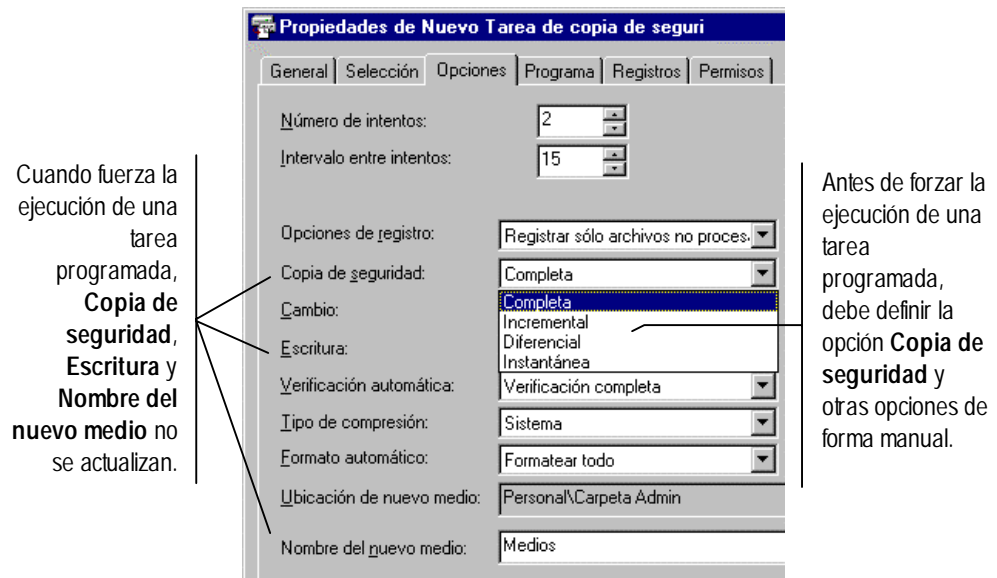 Propiedades de Nuevo Tarea de copia de seguri
General Selección Opciones Programa Registros Permisos
Número de intentos: 2
Intervalo entre intentos: 15
Opciones de registro: Registrar sólo archivos no proces
Copia de seguridad: Completa
Cambio: Completa
Incremental
Escritura: Diferencial
Instantánea
Verificación automática: Verificación completa
Tipo de compresión: Sistema
Formato automático: Formatear todo
Ubicación de nuevo medio: Personal\Carpeta Admin
Nombre del nuevo medio: Medios
Cuando fuerza la
ejecución de una
tarea
programada,
Copia de
seguridad,
Escritura y
Nombre del
nuevo medio no
se actualizan.
Antes de forzar la
ejecución de una
tarea
programada,
debe definir la
opción Copia de
seguridad y
otras opciones de
forma manual.